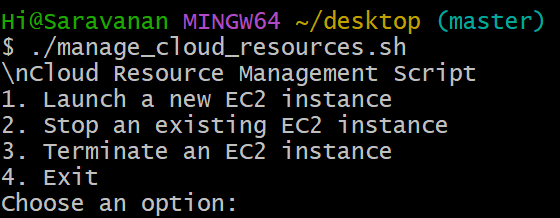 Hi@Saravanan MINGW64 ~/desktop (master)
$ ./manage_cloud_resources.sh
\nCloud Resource Management Script
1. Launch a new EC2 instance
2. Stop an existing EC2 instance
3. Terminate an EC2 instance
4. Exit
Choose an option: